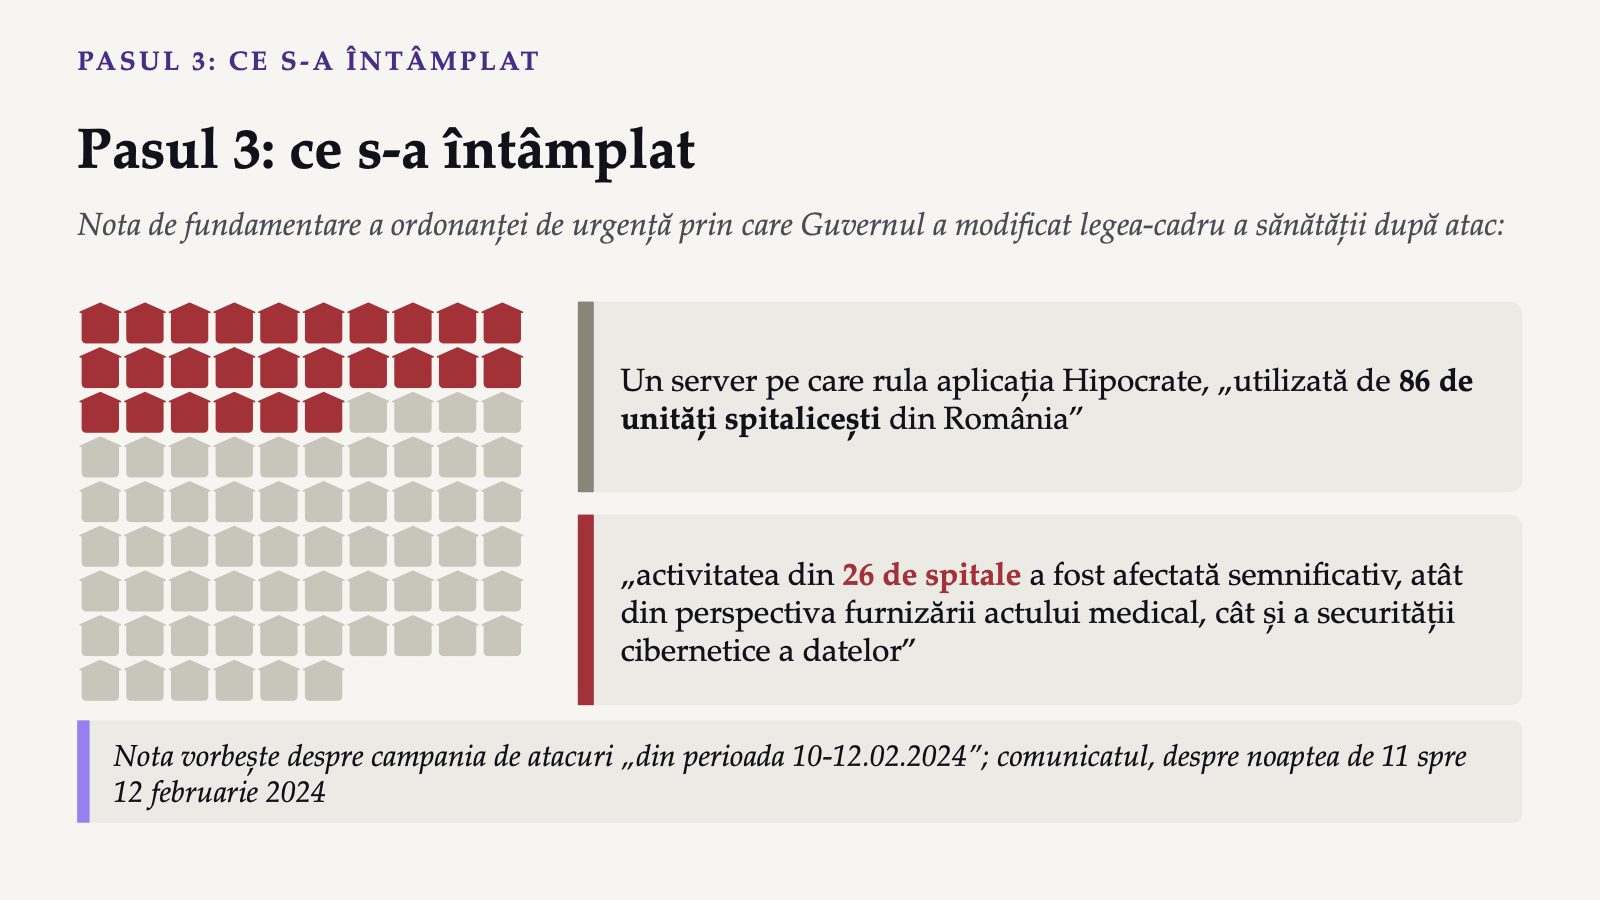 PASUL 3: CE S-A ÎNTÂMPLAT
Pasul 3: ce s-a întâmplat
Nota de fundamentare a ordonanței de urgență prin care Guvernul a modificat legea-cadru a sănătății după atac:
Un server pe care rula aplicația Hipocrate, „utilizată de 86 de
unități spitalicești din România”
„activitatea din 26 de spitale a fost afectată semnificativ, atât
din perspectiva furnizării actului medical, cât și a securității
cibernetice a datelor”
Nota vorbește despre campania de atacuri „din perioada 10-12.02.2024”; comunicatul, despre noaptea de 11 spre
12 februarie 2024